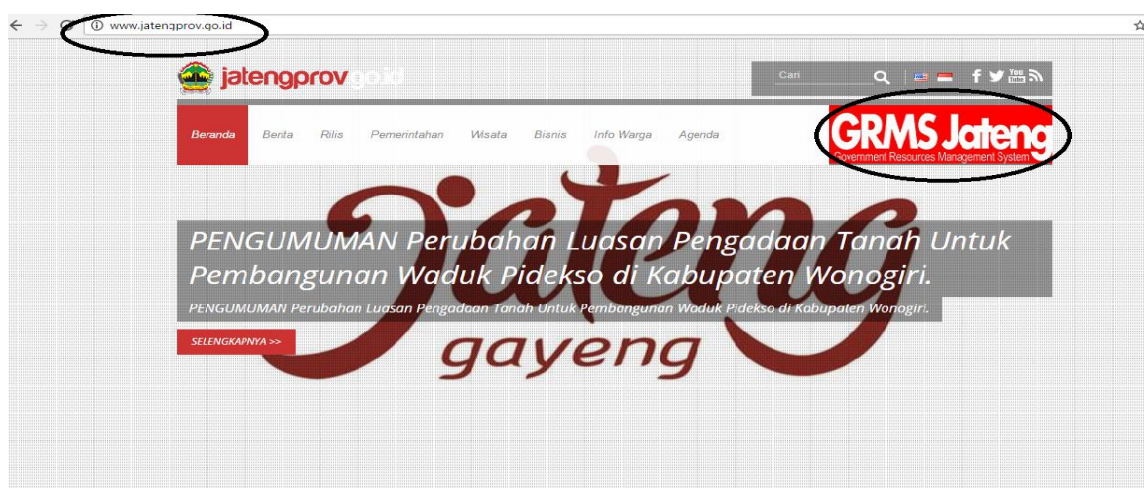 www.jatengprov.go.id
jatengprov.go.id
Cari
You
Tube
Beranda Berita Rilis Pemerintahan Wisata Bisnis Info Warga Agenda
GRMS Jateng
Government Resources Management System
jateng
PENGUMUMAN Perubahan Luasan Pengadaan Tanah Untuk
Pembangunan Waduk Pidekso di Kabupaten Wonogiri.
PENGUMUMAN Perubahan Luasan Pengadaan Tanah Untuk Pembangunan Waduk Pidekso di Kabupaten Wonogiri.
SELENGKAPNYA >>
gayeng